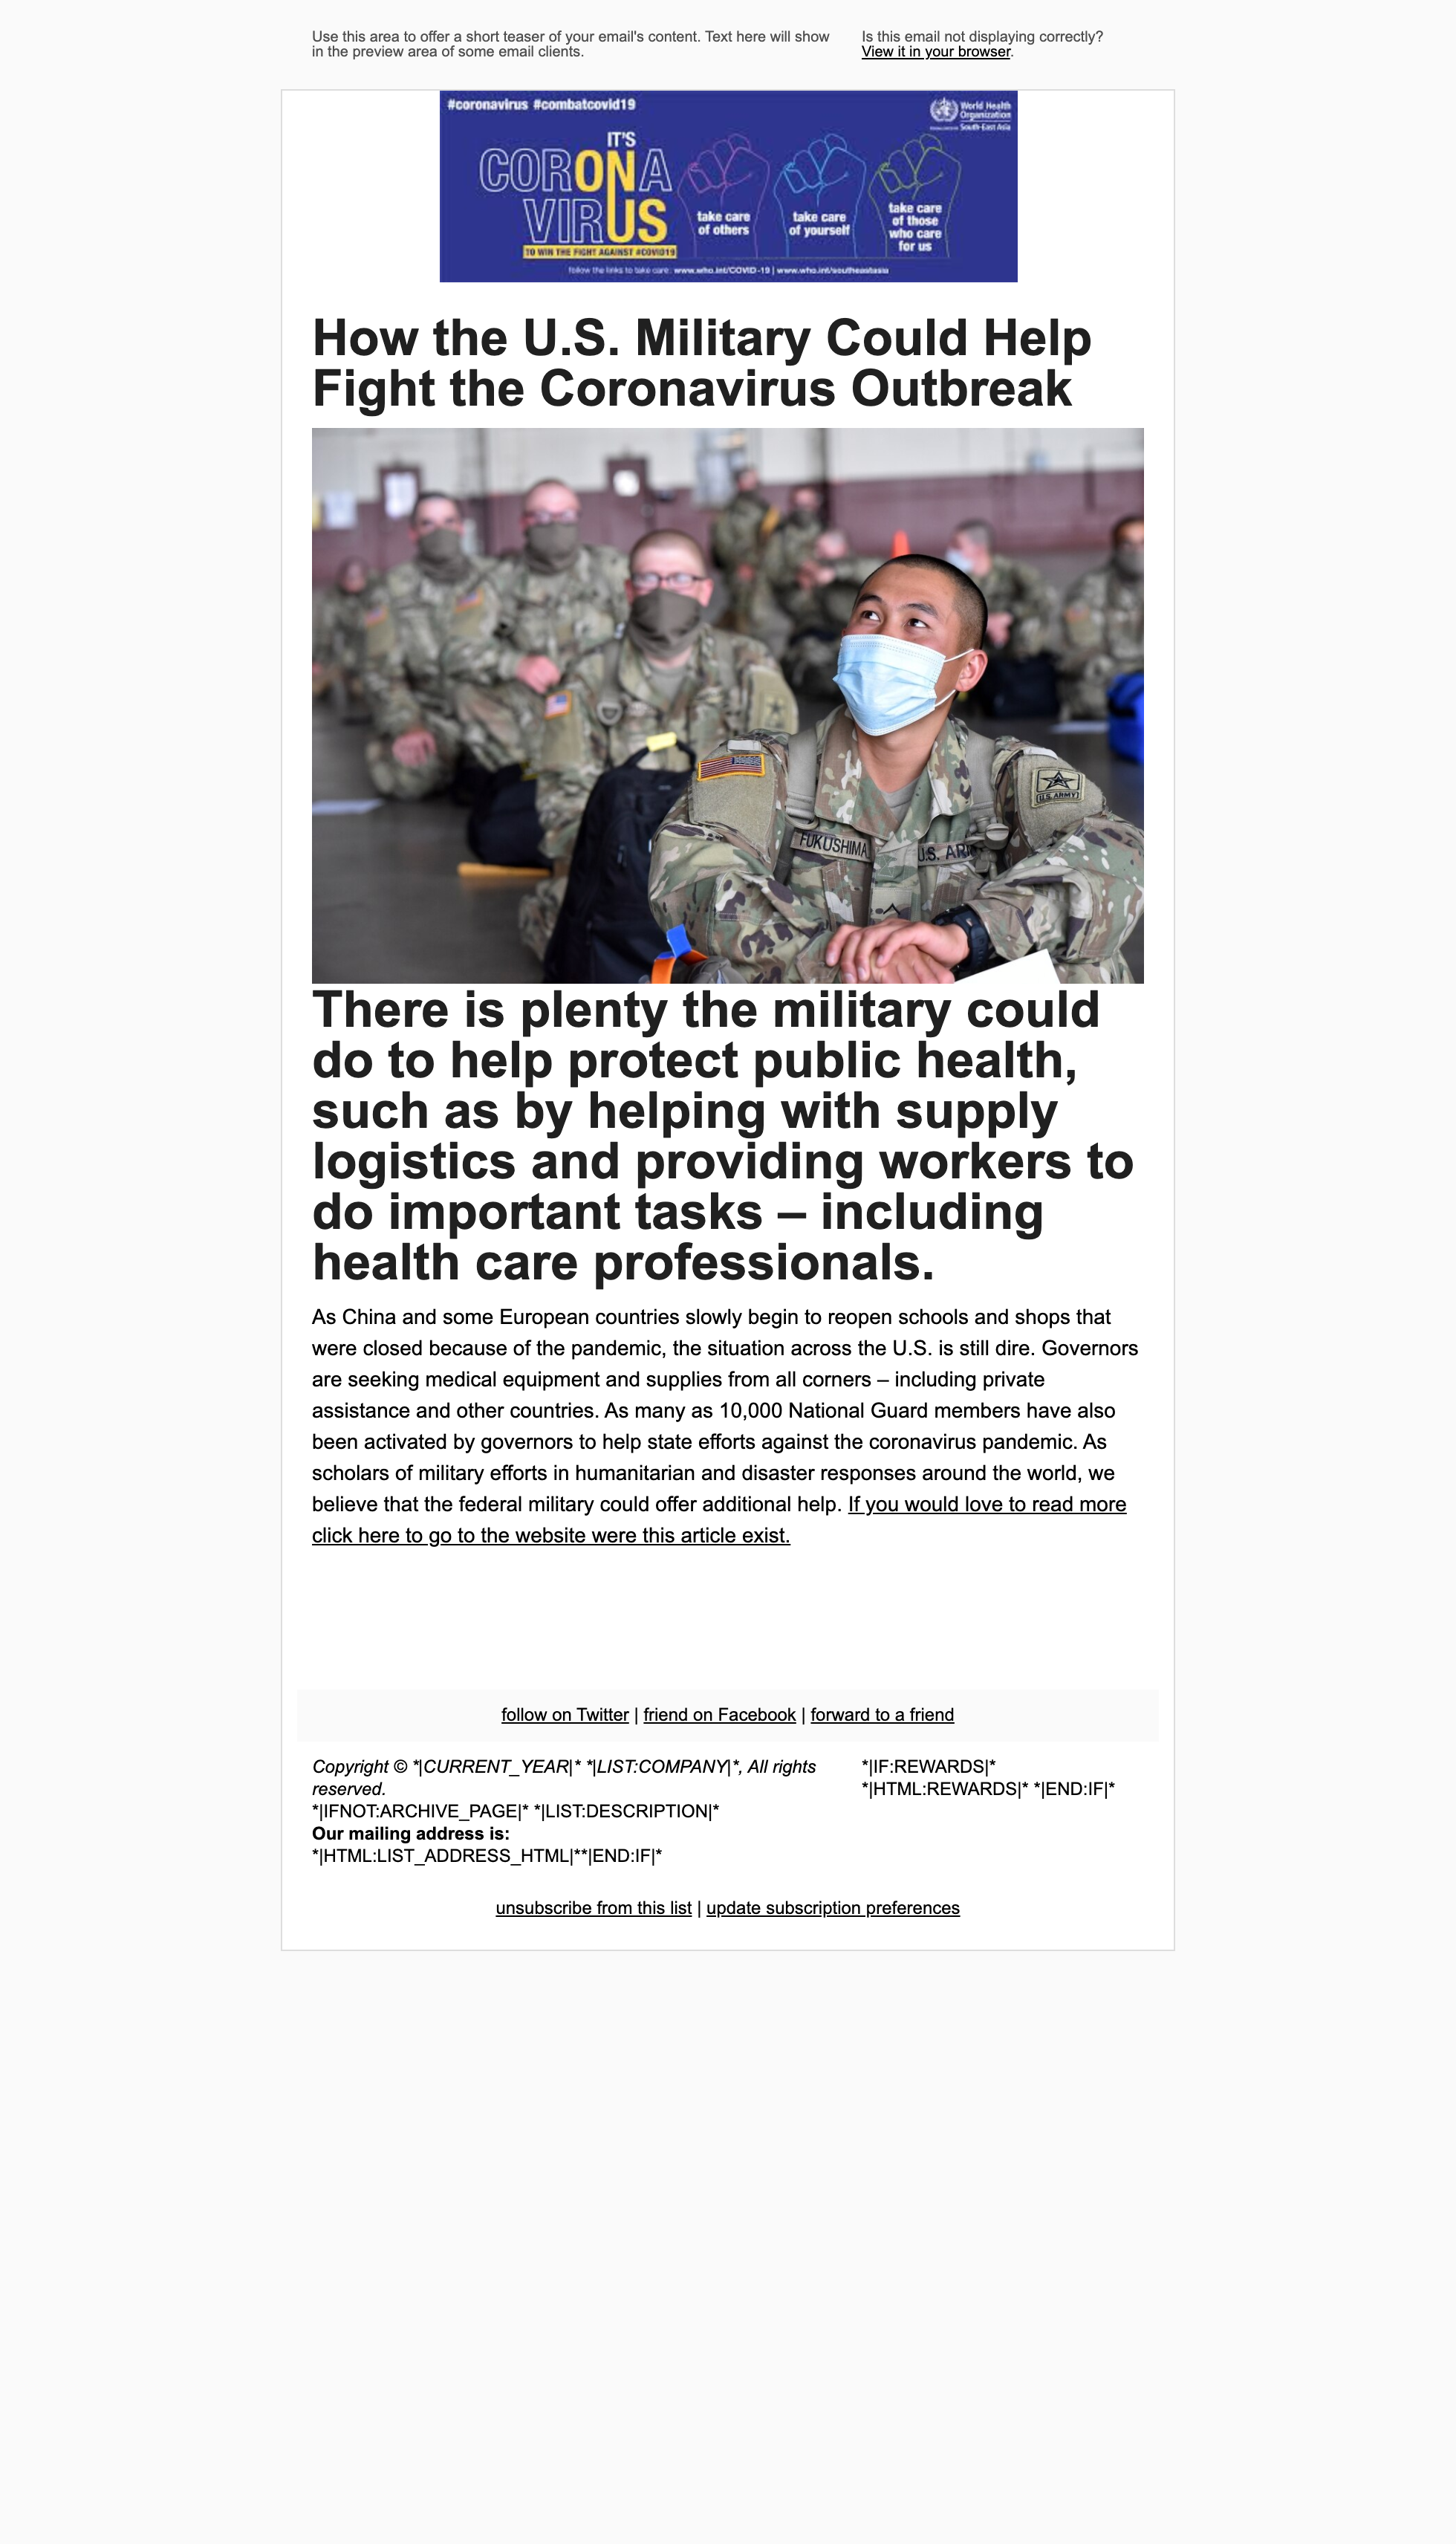 Use this area to offer a short teaser of your email's content. Text here will show
in the preview area of some email clients.
Is this email not displaying correctly?
View it in your browser.
#coronavirus #combatcovid19
World Health
Organization
South-East Asia
IT'S
CORONA
VIRUS
TO WIN THE FIGHT AGAINST #COVID19
take care
of others
take care
of yourself
take care
of those
who care
for us
follow the links to take care: www.who.int/COVID-19 | www.who.int/southeastasia
How the U.S. Military Could Help
Fight the Coronavirus Outbreak
U.S. ARMY
FUKUSHIMA
U.S. ARM
There is plenty the military could
do to help protect public health,
such as by helping with supply
logistics and providing workers to
do important tasks – including
health care professionals.
As China and some European countries slowly begin to reopen schools and shops that
were closed because of the pandemic, the situation across the U.S. is still dire. Governors
are seeking medical equipment and supplies from all corners – including private
assistance and other countries. As many as 10,000 National Guard members have also
been activated by governors to help state efforts against the coronavirus pandemic. As
scholars of military efforts in humanitarian and disaster responses around the world, we
believe that the federal military could offer additional help. If you would love to read more
click here to go to the website were this article exist.
follow on Twitter | friend on Facebook | forward to a friend
Copyright © *|CURRENT_YEAR|* *|LIST:COMPANY|*, All rights
reserved.
*|IFNOT:ARCHIVE_PAGE|* *|LIST:DESCRIPTION|*
Our mailing address is:
*|HTML:LIST_ADDRESS_HTML|**|END:IF|*
*|IF:REWARDS|*
*|HTML:REWARDS|* *|END:IF|*
unsubscribe from this list | update subscription preferences